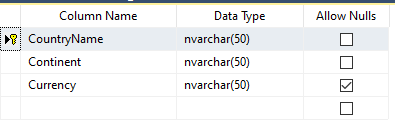 Column Name Data Type Allow Nulls
CountryName nvarchar(50)
Continent nvarchar(50)
Currency nvarchar(50)